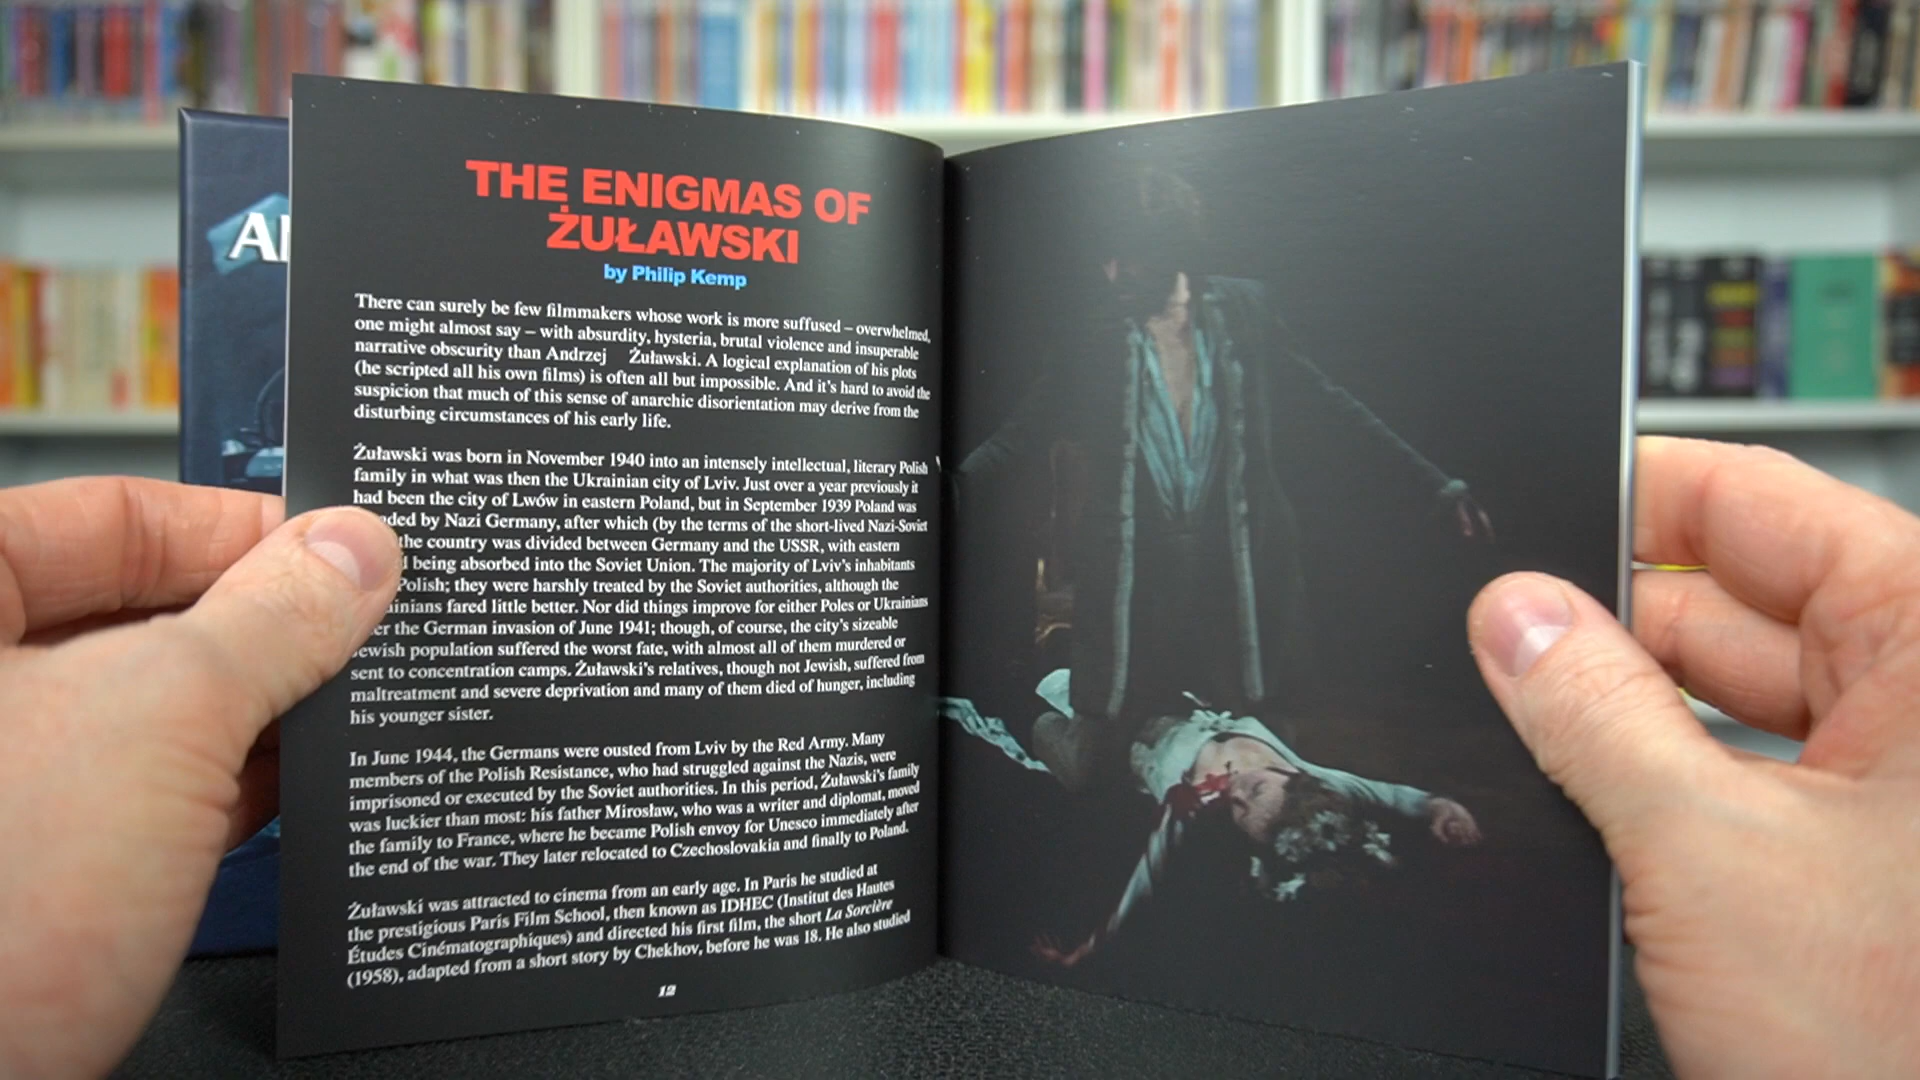 THE ENIGMAS OF
ŻUŁAWSKI
by Philip Kemp
There can surely be few filmmakers whose work is more suffused – overwhelmed,
one might almost say – with absurdity, hysteria, brutal violence and insuperable
narrative obscurity than Andrzej Żuławski. A logical explanation of his plots
(he scripted all his own films) is often all but impossible. And it's hard to avoid the
suspicion that much of this sense of anarchic disorientation may derive from the
disturbing circumstances of his early life.
Żuławski was born in November 1940 into an intensely intellectual, literary Polish
family in what was then the Ukrainian city of Lviv. Just over a year previously it
had been the city of Lwów in eastern Poland, but in September 1939 Poland was
by Nazi Germany, after which (by the terms of the short-lived Nazi-Soviet
the country was divided between Germany and the USSR, with eastern
being absorbed into the Soviet Union. The majority of Lviv's inhabitants
Polish; they were harshly treated by the Soviet authorities, although the
fared little better. Nor did things improve for either Poles or Ukrainians
the German invasion of June 1941; though, of course, the city's sizeable
Jewish population suffered the worst fate, with almost all of them murdered or
sent to concentration camps. Żuławski's relatives, though not Jewish, suffered from
maltreatment and severe deprivation and many of them died of hunger, including
his younger sister.
In June 1944, the Germans were ousted from Lviv by the Red Army. Many
members of the Polish Resistance, who had struggled against the Nazis, were
imprisoned or executed by the Soviet authorities. In this period, Żuławski's family
was luckier than most: his father Mirosław, who was a writer and diplomat, moved
the family to France, where he became Polish envoy for Unesco immediately after
the end of the war. They later relocated to Czechoslovakia and finally to Poland.
Żuławski was attracted to cinema from an early age. In Paris he studied at
the prestigious Paris Film School, then known as IDHEC (Institut des Hautes
Études Cinématographiques) and directed his first film, the short La Sorcière
(1958), adapted from a short story by Chekhov, before he was 18. He also studied
12